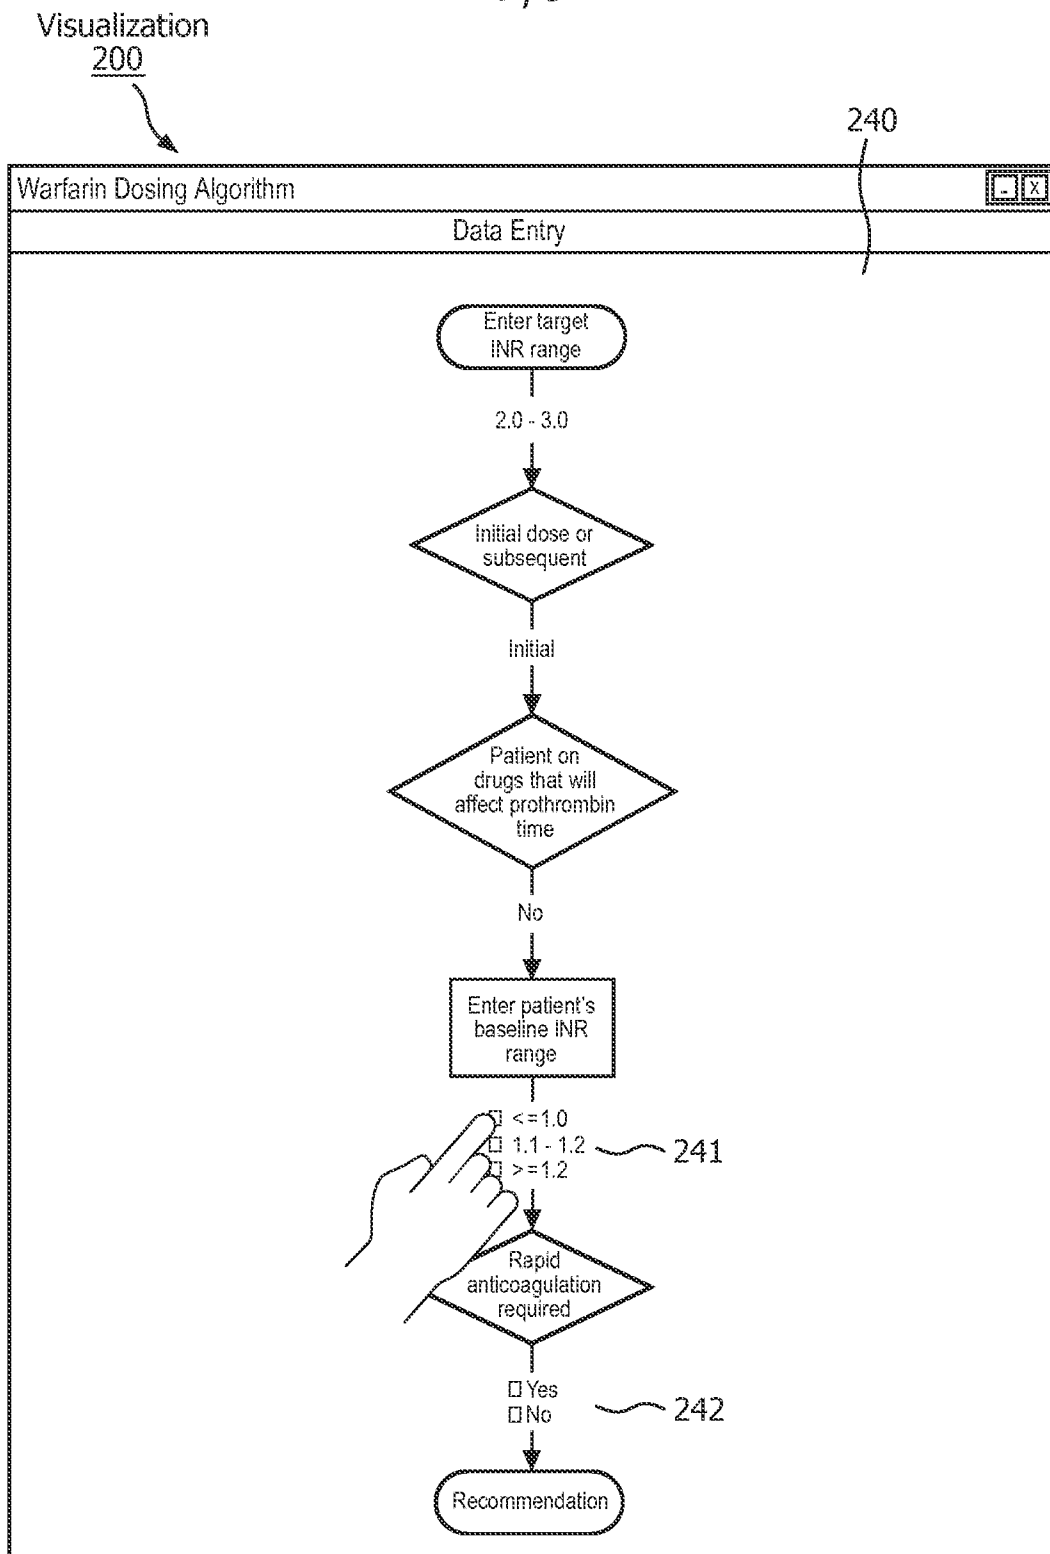 Visualization
200
240
Warfarin Dosing Algorithm
- X
Data Entry
Enter target
INR range
2.0 - 3.0
Initial dose or
subsequent
Initial
Patient on
drugs that will
affect prothrombin
time
No
Enter patient's
baseline INR
range
<=1.0
1.1 - 1.2
241
>=1.2
Rapid
anticoagulation
required
Yes
No
242
Recommendation